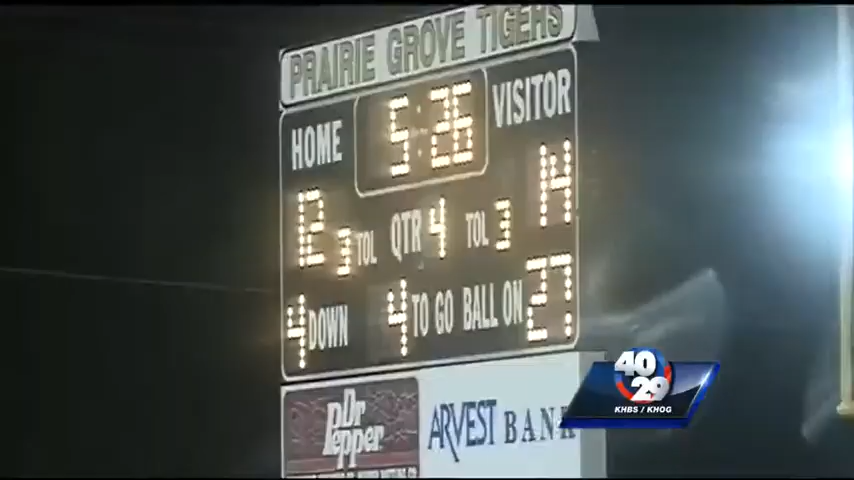 PRAIRIE GROVE TIGERS
HOME 5:26 VISITOR
12 3 TOL QTR 4 TOL 3 14
4 DOWN 4 TO GO BALL ON 27
Dr Pepper
ARVEST BANK
40
29
KHBS / KHOG